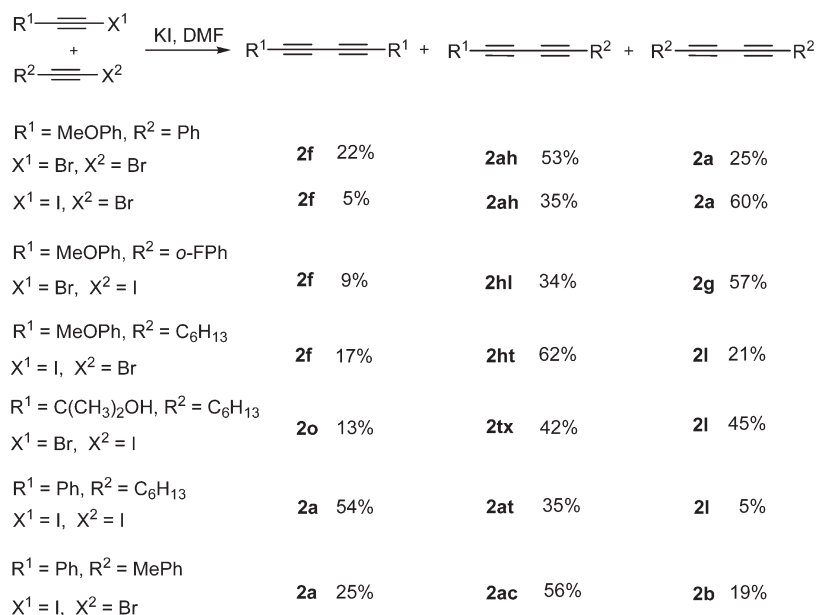 R¹ X¹
+
R² X²
KI, DMF
R¹ R¹ + R¹ R² + R² R²
R¹ = MeOPh, R² = Ph
X¹ = Br, X² = Br 2f 22% 2ah 53% 2a 25%
X¹ = I, X² = Br 2f 5% 2ah 35% 2a 60%
R¹ = MeOPh, R² = o-FPh
X¹ = Br, X² = I 2f 9% 2hl 34% 2g 57%
R¹ = MeOPh, R² = C₆H₁₃
X¹ = I, X² = Br 2f 17% 2ht 62% 2l 21%
R¹ = C(CH₃)₂OH, R² = C₆H₁₃
X¹ = Br, X² = I 2o 13% 2tx 42% 2l 45%
R¹ = Ph, R² = C₆H₁₃
X¹ = I, X² = I 2a 54% 2at 35% 2l 5%
R¹ = Ph, R² = MePh
X¹ = I, X² = Br 2a 25% 2ac 56% 2b 19%